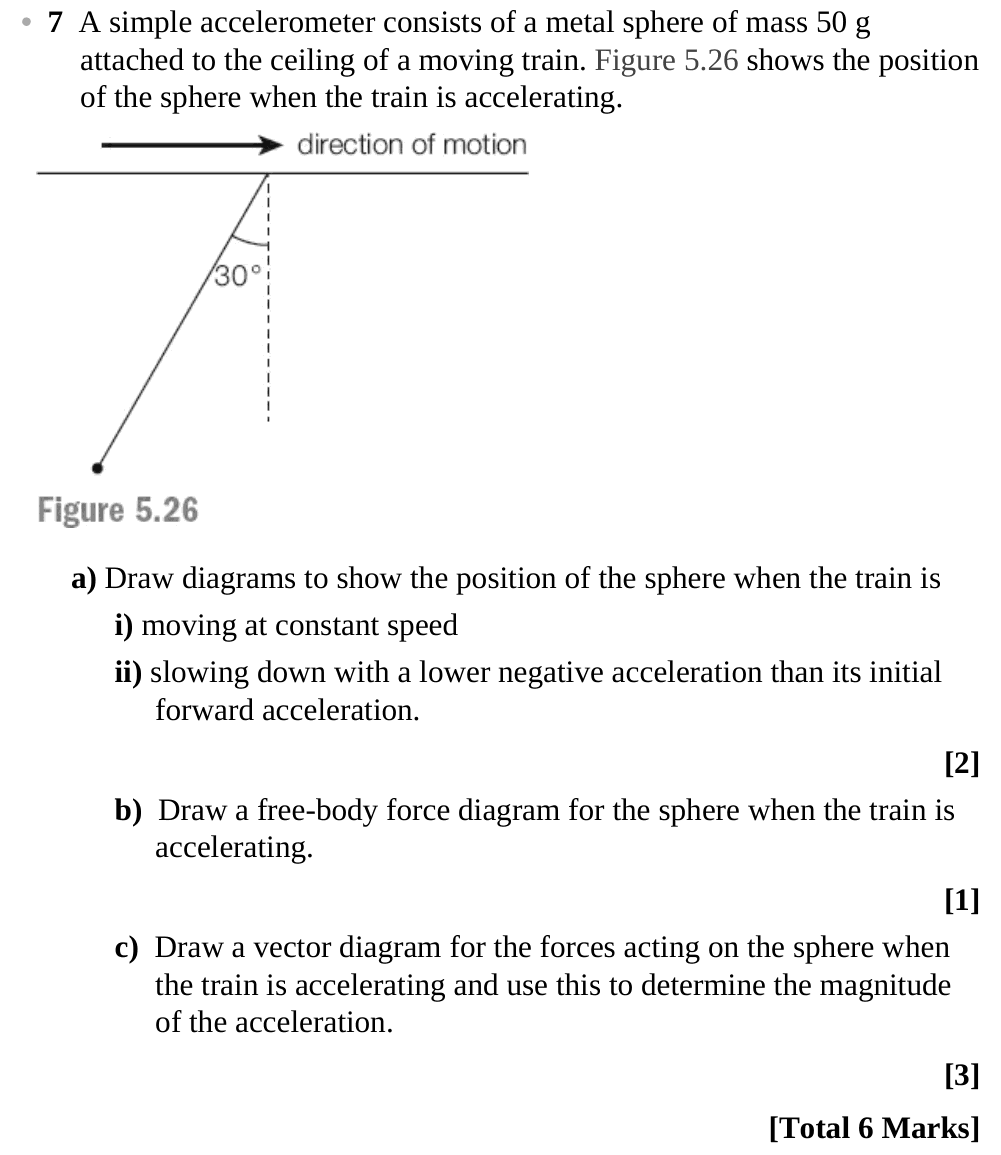 • 7 A simple accelerometer consists of a metal sphere of mass 50 g
attached to the ceiling of a moving train. Figure 5.26 shows the position
of the sphere when the train is accelerating.
direction of motion
30°
Figure 5.26
a) Draw diagrams to show the position of the sphere when the train is
i) moving at constant speed
ii) slowing down with a lower negative acceleration than its initial
forward acceleration.
[2]
b) Draw a free-body force diagram for the sphere when the train is
accelerating.
[1]
c) Draw a vector diagram for the forces acting on the sphere when
the train is accelerating and use this to determine the magnitude
of the acceleration.
[3]
[Total 6 Marks]